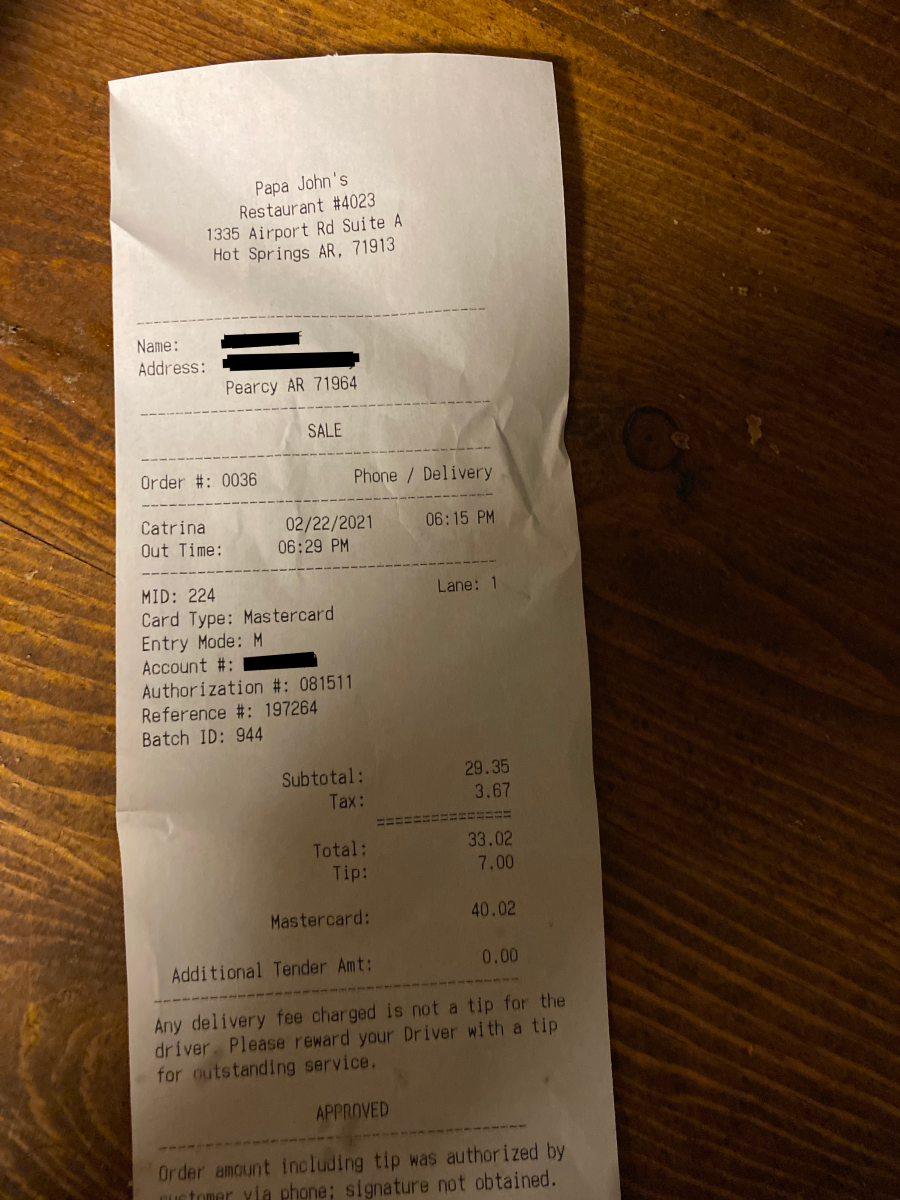 Papa John's
Restaurant #4023
1335 Airport Rd Suite A
Hot Springs AR, 71913
Name:
Address:
Pearcy AR 71964
SALE
Order #: 0036 Phone / Delivery
Catrina 02/22/2021 06:15 PM
Out Time: 06:29 PM
MID: 224 Lane: 1
Card Type: Mastercard
Entry Mode: M
Account #:
Authorization #: 081511
Reference #: 197264
Batch ID: 944
Subtotal: 29.35
Tax: 3.67
==============
Total: 33.02
Tip: 7.00
Mastercard: 40.02
Additional Tender Amt: 0.00
Any delivery fee charged is not a tip for the
driver. Please reward your Driver with a tip
for outstanding service.
APPROVED
Order amount including tip was authorized by
customer via phone; signature not obtained.